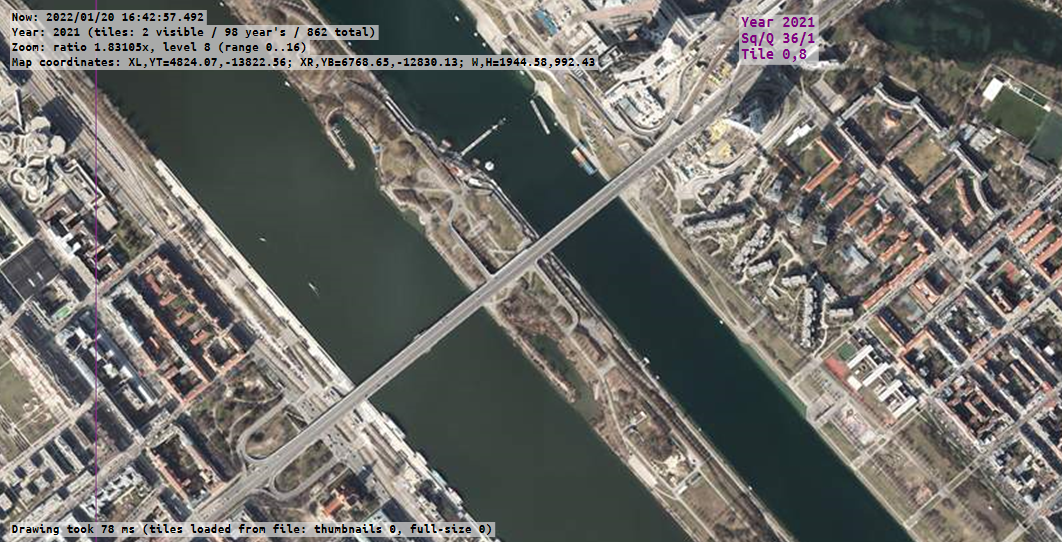 Now: 2022/01/20 16:42:57.492
Year: 2021 (tiles: 2 visible / 98 year's / 862 total)
Zoom: ratio 1.83105x, level 8 (range 0..16)
Map coordinates: XL,YT=4824.07,-13822.56; XR,YB=6768.65,-12830.13; W,H=1944.58,992.43
Year 2021
Sq/Q 36/1
Tile 0,8
Drawing took 78 ms (tiles loaded from file: thumbnails 0, full-size 0)